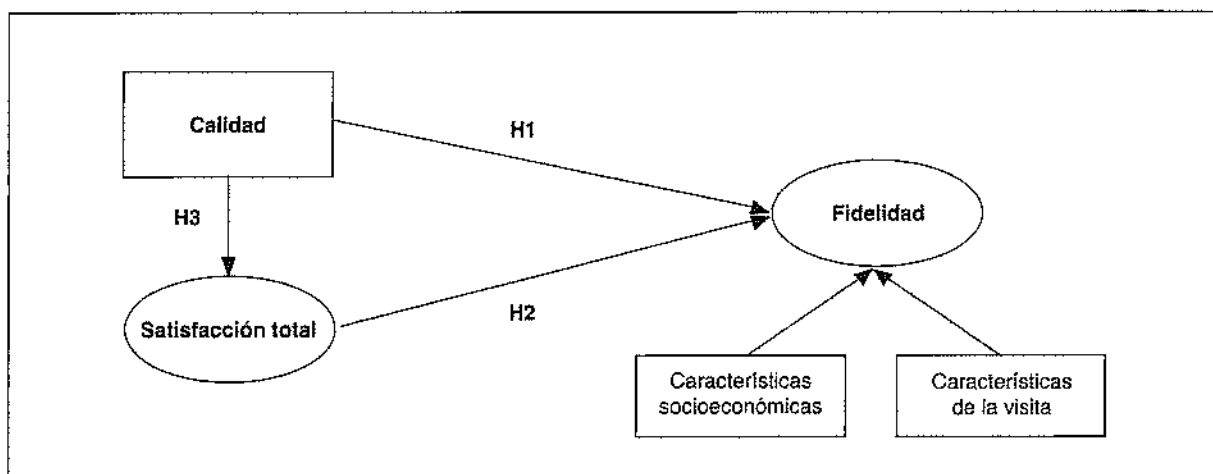 Calidad
H1
H3
Fidelidad
Satisfacción total
H2
Características
socioeconómicas
Características
de la visita